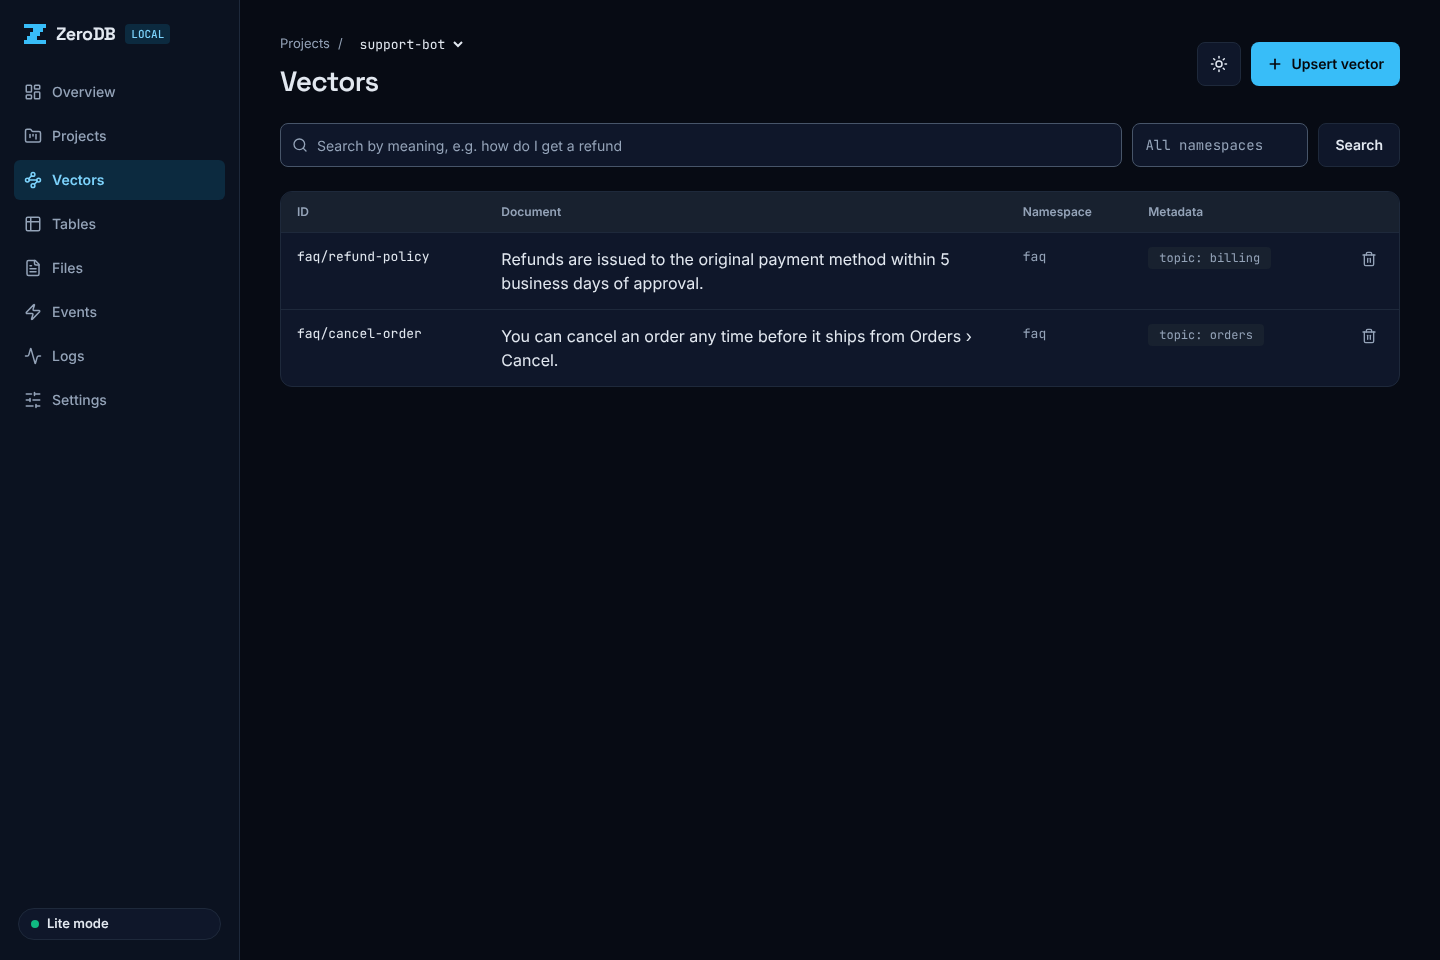 ZeroDB LOCAL
Overview
Projects
Vectors
Tables
Files
Events
Logs
Settings
Lite mode
Projects / support-bot
Vectors
Upsert vector
Search by meaning, e.g. how do I get a refund
All namespaces
Search
ID Document Namespace Metadata
faq/refund-policy Refunds are issued to the original payment method within 5 faq topic: billing
business days of approval.
faq/cancel-order You can cancel an order any time before it ships from Orders › faq topic: orders
Cancel.